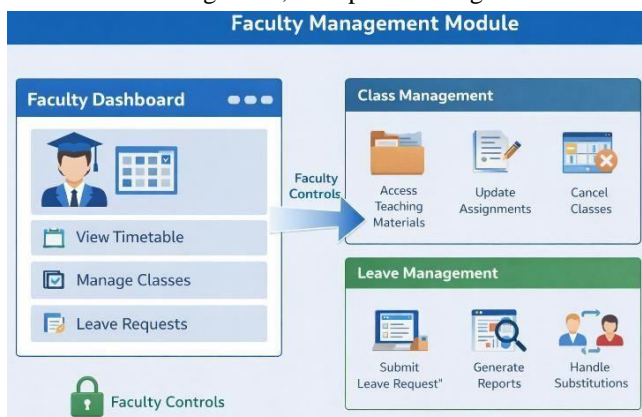 Faculty Management Module
Faculty Dashboard
View Timetable
Manage Classes
Leave Requests
Faculty Controls
Faculty
Controls
Class Management
Access
Teaching
Materials
Update
Assignments
Cancel
Classes
Leave Management
Submit
Leave Request"
Generate
Reports
Handle
Substitutions